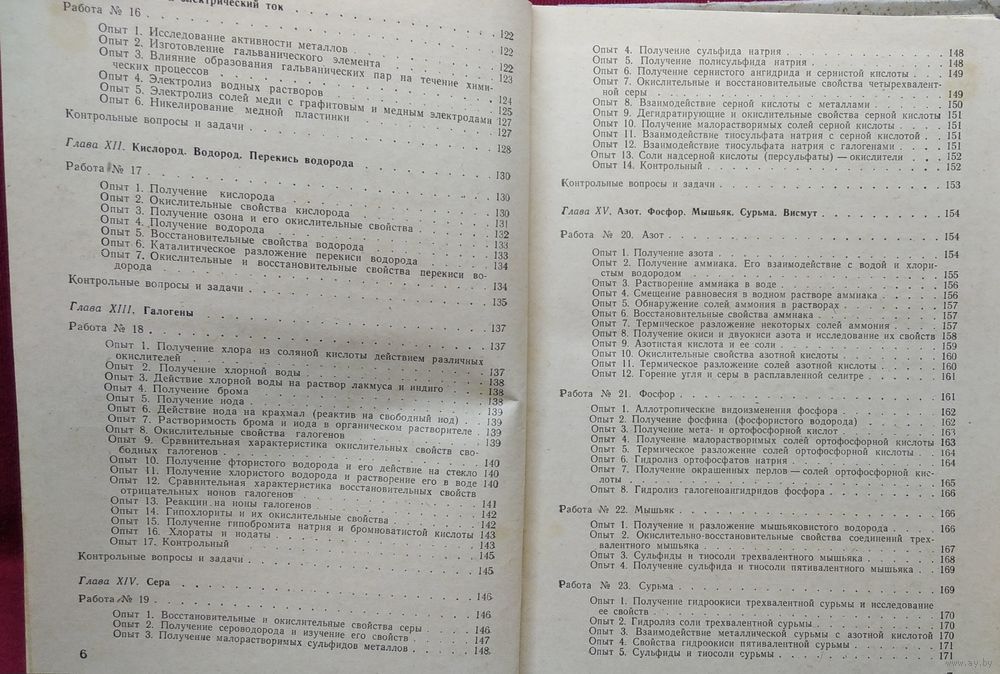 электрический ток
Работа № 16 . . . 122
Опыт 1. Исследование активности металлов . . . 122
Опыт 2. Изготовление гальванического элемента . . . 122
Опыт 3. Влияние образования гальванических пар на течение хими-
ческих процессов . . . 123
Опыт 4. Электролиз водных растворов . . . 124
Опыт 5. Электролиз солей меди с графитовым и медным электродами 125
Опыт 6. Никелирование медной пластинки . . . 127
Контрольные вопросы и задачи . . . 127
128
Глава XII. Кислород. Водород. Перекись водорода
Работа № 17 . . . 130
Опыт 1. Получение кислорода . . . 130
Опыт 2. Окислительные свойства кислорода . . . 130
Опыт 3. Получение озона и его окислительные свойства . . . 131
Опыт 4. Получение водорода . . . 132
Опыт 5. Восстановительные свойства водорода . . . 133
Опыт 6. Каталитическое разложение перекиси водорода . . . 134
Опыт 7. Окислительные и восстановительные свойства перекиси во-
дорода . . . 134
Контрольные вопросы и задачи . . . 135
Глава XIII. Галогены . . . 137
Работа № 18 . . . 137
Опыт 1. Получение хлора из соляной кислоты действием различных
окислителей . . . 137
Опыт 2. Получение хлорной воды . . . 138
Опыт 3. Действие хлорной воды на раствор лакмуса и индиго . . . 138
Опыт 4. Получение брома . . . 138
Опыт 5. Получение иода . . . 139
Опыт 6. Действие иода на крахмал (реактив на свободный иод) . . . 139
Опыт 7. Растворимость брома и иода в органическом растворителе . 139
Опыт 8. Окислительные свойства галогенов
Опыт 9. Сравнительная характеристика окислительных свойств сво-
бодных галогенов . . . 140
Опыт 10. Получение фтористого водорода и его действие на стекло 140
Опыт 11. Получение хлористого водорода и растворение его в воде 140
Опыт 12. Сравнительная характеристика восстановительных свойств
отрицательных ионов галогенов . . . 141
Опыт 13. Реакции на ионы галогенов . . . 142
Опыт 14. Гипохлориты и их окислительные свойства . . . 142
Опыт 15. Получение гипобромита натрия и бромноватистой кислоты 143
Опыт 16. Хлораты и иодаты . . . 143
Опыт 17. Контрольный . . . 145
Контрольные вопросы и задачи . . . 145
Глава XIV. Сера . . . 146
Работа № 19 . . . 146
Опыт 1. Восстановительные и окислительные свойства серы . . . 146
Опыт 2. Получение сероводорода и изучение его свойств . . . 147
Опыт 3. Получение малорастворимых сульфидов металлов . . . 148
6
Опыт 4. Получение сульфида натрия . . . 148
Опыт 5. Получение полисульфида натрия . . . 148
Опыт 6. Получение сернистого ангидрида и сернистой кислоты . . . 149
Опыт 7. Окислительные и восстановительные свойства четырехвалент-
ной серы . . . 149
Опыт 8. Взаимодействие серной кислоты с металлами . . . 150
Опыт 9. Дегидратирующие и окислительные свойства серной кислоты 151
Опыт 10. Получение малорастворимых солей серной кислоты . . . 151
Опыт 11. Взаимодействие тиосульфата натрия с серной кислотой . . 151
Опыт 12. Взаимодействие тиосульфата натрия с галогенами . . . 151
Опыт 13. Соли надсерной кислоты (персульфаты) — окислители . . . 152
Опыт 14. Контрольный . . . 152
Контрольные вопросы и задачи . . . 153
Глава XV. Азот. Фосфор. Мышьяк. Сурьма. Висмут . . . 154
Работа № 20. Азот . . . 154
Опыт 1. Получение азота . . . 154
Опыт 2. Получение аммиака. Его взаимодействие с водой и хлори-
стым водородом . . . 155
Опыт 3. Растворение аммиака в воде . . . 156
Опыт 4. Смещение равновесия в водном растворе аммиака . . . 156
Опыт 5. Обнаружение солей аммония в растворах . . . 157
Опыт 6. Восстановительные свойства аммиака . . . 157
Опыт 7. Термическое разложение некоторых солей аммония . . . 157
Опыт 8. Получение окиси и двуокиси азота и исследование их свойств 158
Опыт 9. Азотистая кислота и ее соли . . . 159
Опыт 10. Окислительные свойства азотной кислоты . . . 160
Опыт 11. Термическое разложение солей азотной кислоты . . . 160
Опыт 12. Горение угля и серы в расплавленной селитре . . . 161
Работа № 21. Фосфор . . . 161
Опыт 1. Аллотропические видоизменения фосфора . . . 162
Опыт 2. Получение фосфина (фосфористого водорода) . . . 162
Опыт 3. Получение мета- и ортофосфорной кислот . . . 163
Опыт 4. Получение малорастворимых солей ортофосфорной кислоты 163
Опыт 5. Термическое разложение солей ортофосфорной кислоты . . 164
Опыт 6. Гидролиз ортофосфатов натрия . . . 164
Опыт 7. Получение окрашенных перлов — солей ортофосфорной кис-
лоты . . . 165
Опыт 8. Гидролиз галогеноангидридов фосфора . . . 166
Работа № 22. Мышьяк . . . 166
Опыт 1. Получение и разложение мышьяковистого водорода . . . 166
Опыт 2. Окислительно-восстановительные свойства соединений трех-
валентного мышьяка . . . 167
Опыт 3. Сульфиды и тиосоли трехвалентного мышьяка . . . 168
Опыт 4. Получение сульфида и тиосоли пятивалентного мышьяка . . 169
Работа № 23. Сурьма . . . 169
Опыт 1. Получение гидроокиси трехвалентной сурьмы и исследование
ее свойств . . . 170
Опыт 2. Гидролиз соли трехвалентной сурьмы . . . 170
Опыт 3. Взаимодействие металлической сурьмы с азотной кислотой 170
Опыт 4. Свойства гидроокиси пятивалентной сурьмы . . . 171
Опыт 5. Сульфиды и тиосоли сурьмы . . . 171
www.ay.by